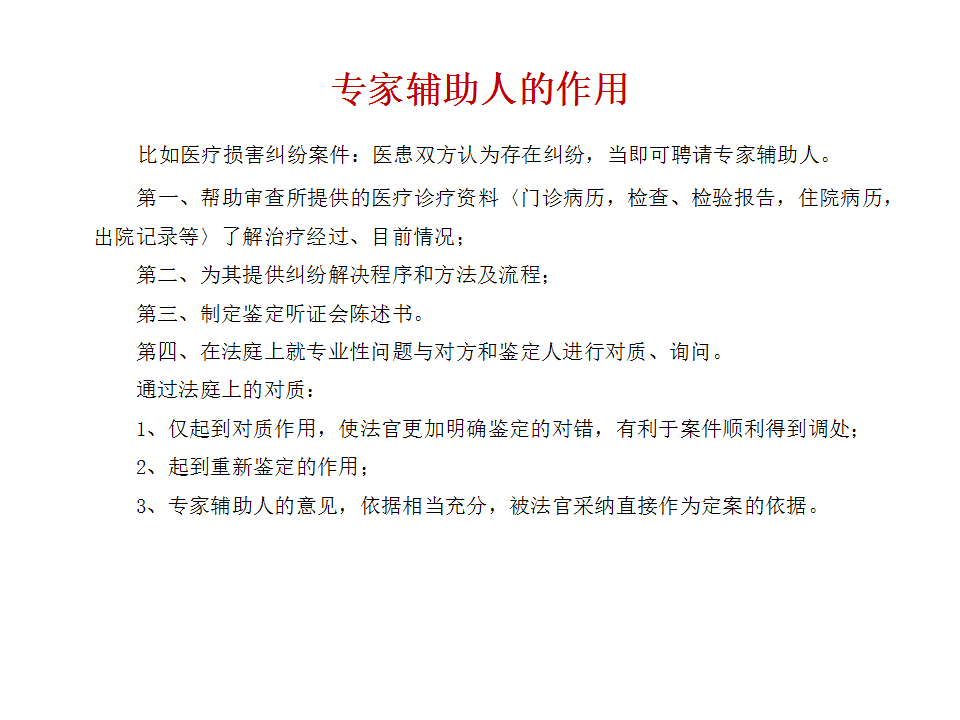 专家辅助人的作用
比如医疗损害纠纷案件：医患双方认为存在纠纷，当即可聘请专家辅助人。
第一、帮助审查所提供的医疗诊疗资料〈门诊病历，检查、检验报告，住院病历，
出院记录等〉了解治疗经过、目前情况；
第二、为其提供纠纷解决程序和方法及流程；
第三、制定鉴定听证会陈述书。
第四、在法庭上就专业性问题与对方和鉴定人进行对质、询问。
通过法庭上的对质：
1、仅起到对质作用，使法官更加明确鉴定的对错，有利于案件顺利得到调处；
2、起到重新鉴定的作用；
3、专家辅助人的意见，依据相当充分，被法官采纳直接作为定案的依据。